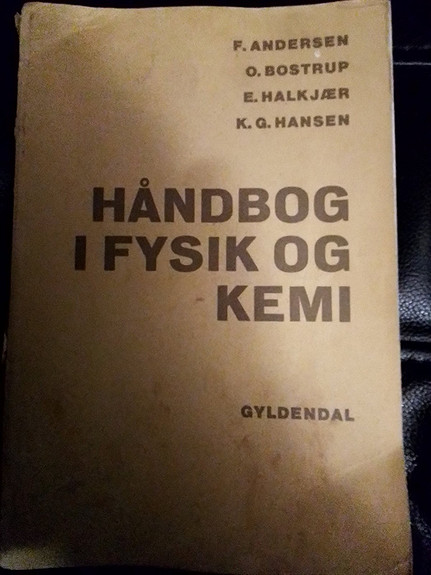 F. ANDERSEN
O. BOSTRUP
E. HALKJÆR
K. G. HANSEN
HÅNDBOG
I FYSIK OG
KEMI
GYLDENDAL